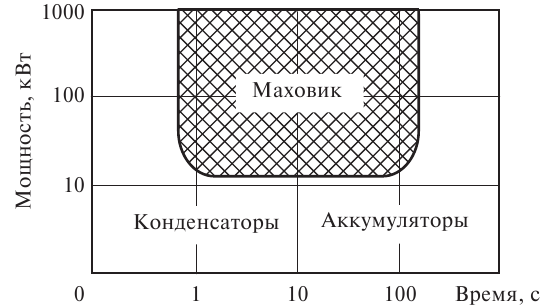 Мощность, кВт
1000
100
10
Маховик
Конденсаторы
Аккумуляторы
0 1 10 100 Время, с